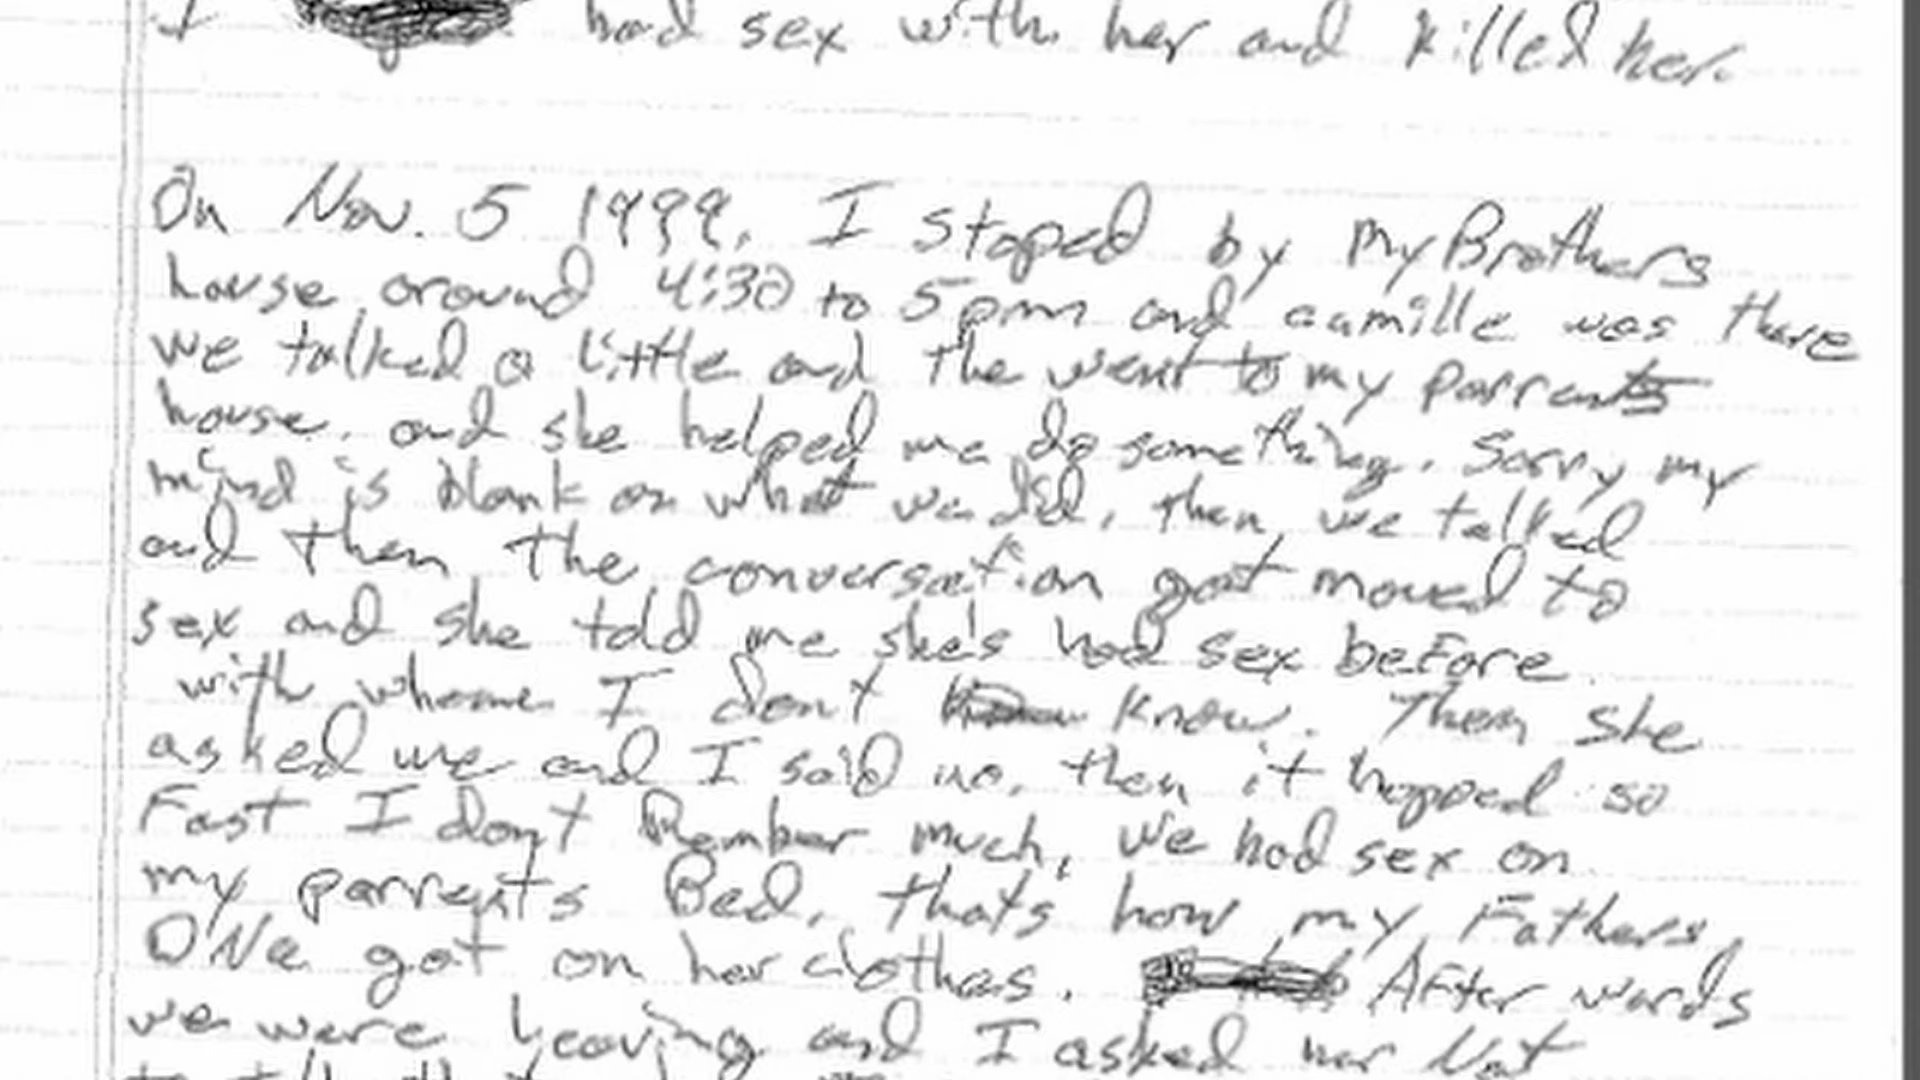 I had sex with her and killed her.
On Nov. 5 1999, I stoped by my Brothers
house around 4:30 to 5pm and camille was there
we talked a little and the went to my parrents
house, and she helped me do something. Sorry my
mind is blank on what we did, then we talked
and then the conversation got moved to
sex and she told me she's had sex before
with whome I don't know. Then she
asked me and I said no, then it happed so
Fast I don't Rember much, We had sex on
my parrents Bed, that's how my Fathers
DNA got on her clothes. After words
we were leaving and I asked her Not